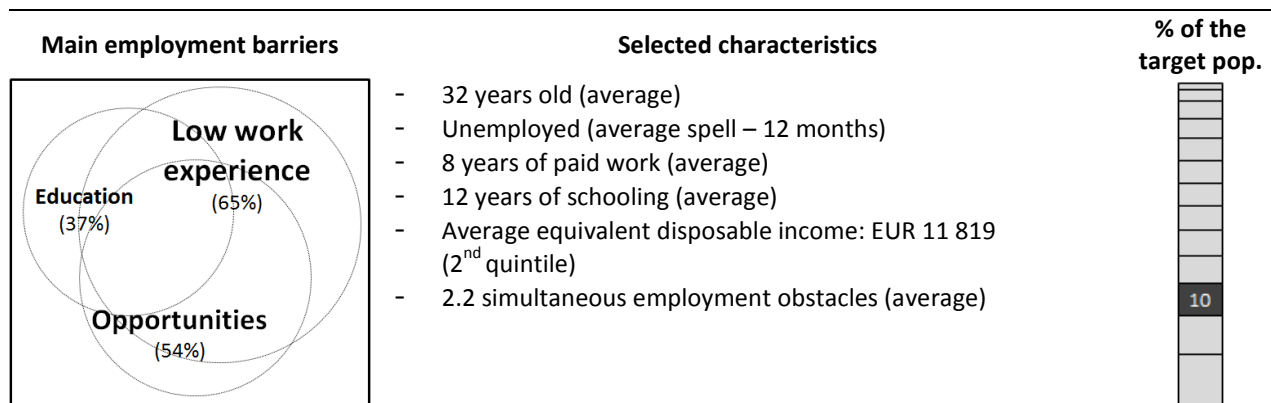 Main employment barriers
Selected characteristics
% of the
target pop.
Low work
experience
(65%)
Education
(37%)
Opportunities
(54%)
- 32 years old (average)
- Unemployed (average spell – 12 months)
- 8 years of paid work (average)
- 12 years of schooling (average)
- Average equivalent disposable income: EUR 11 819
(2nd quintile)
- 2.2 simultaneous employment obstacles (average)
10